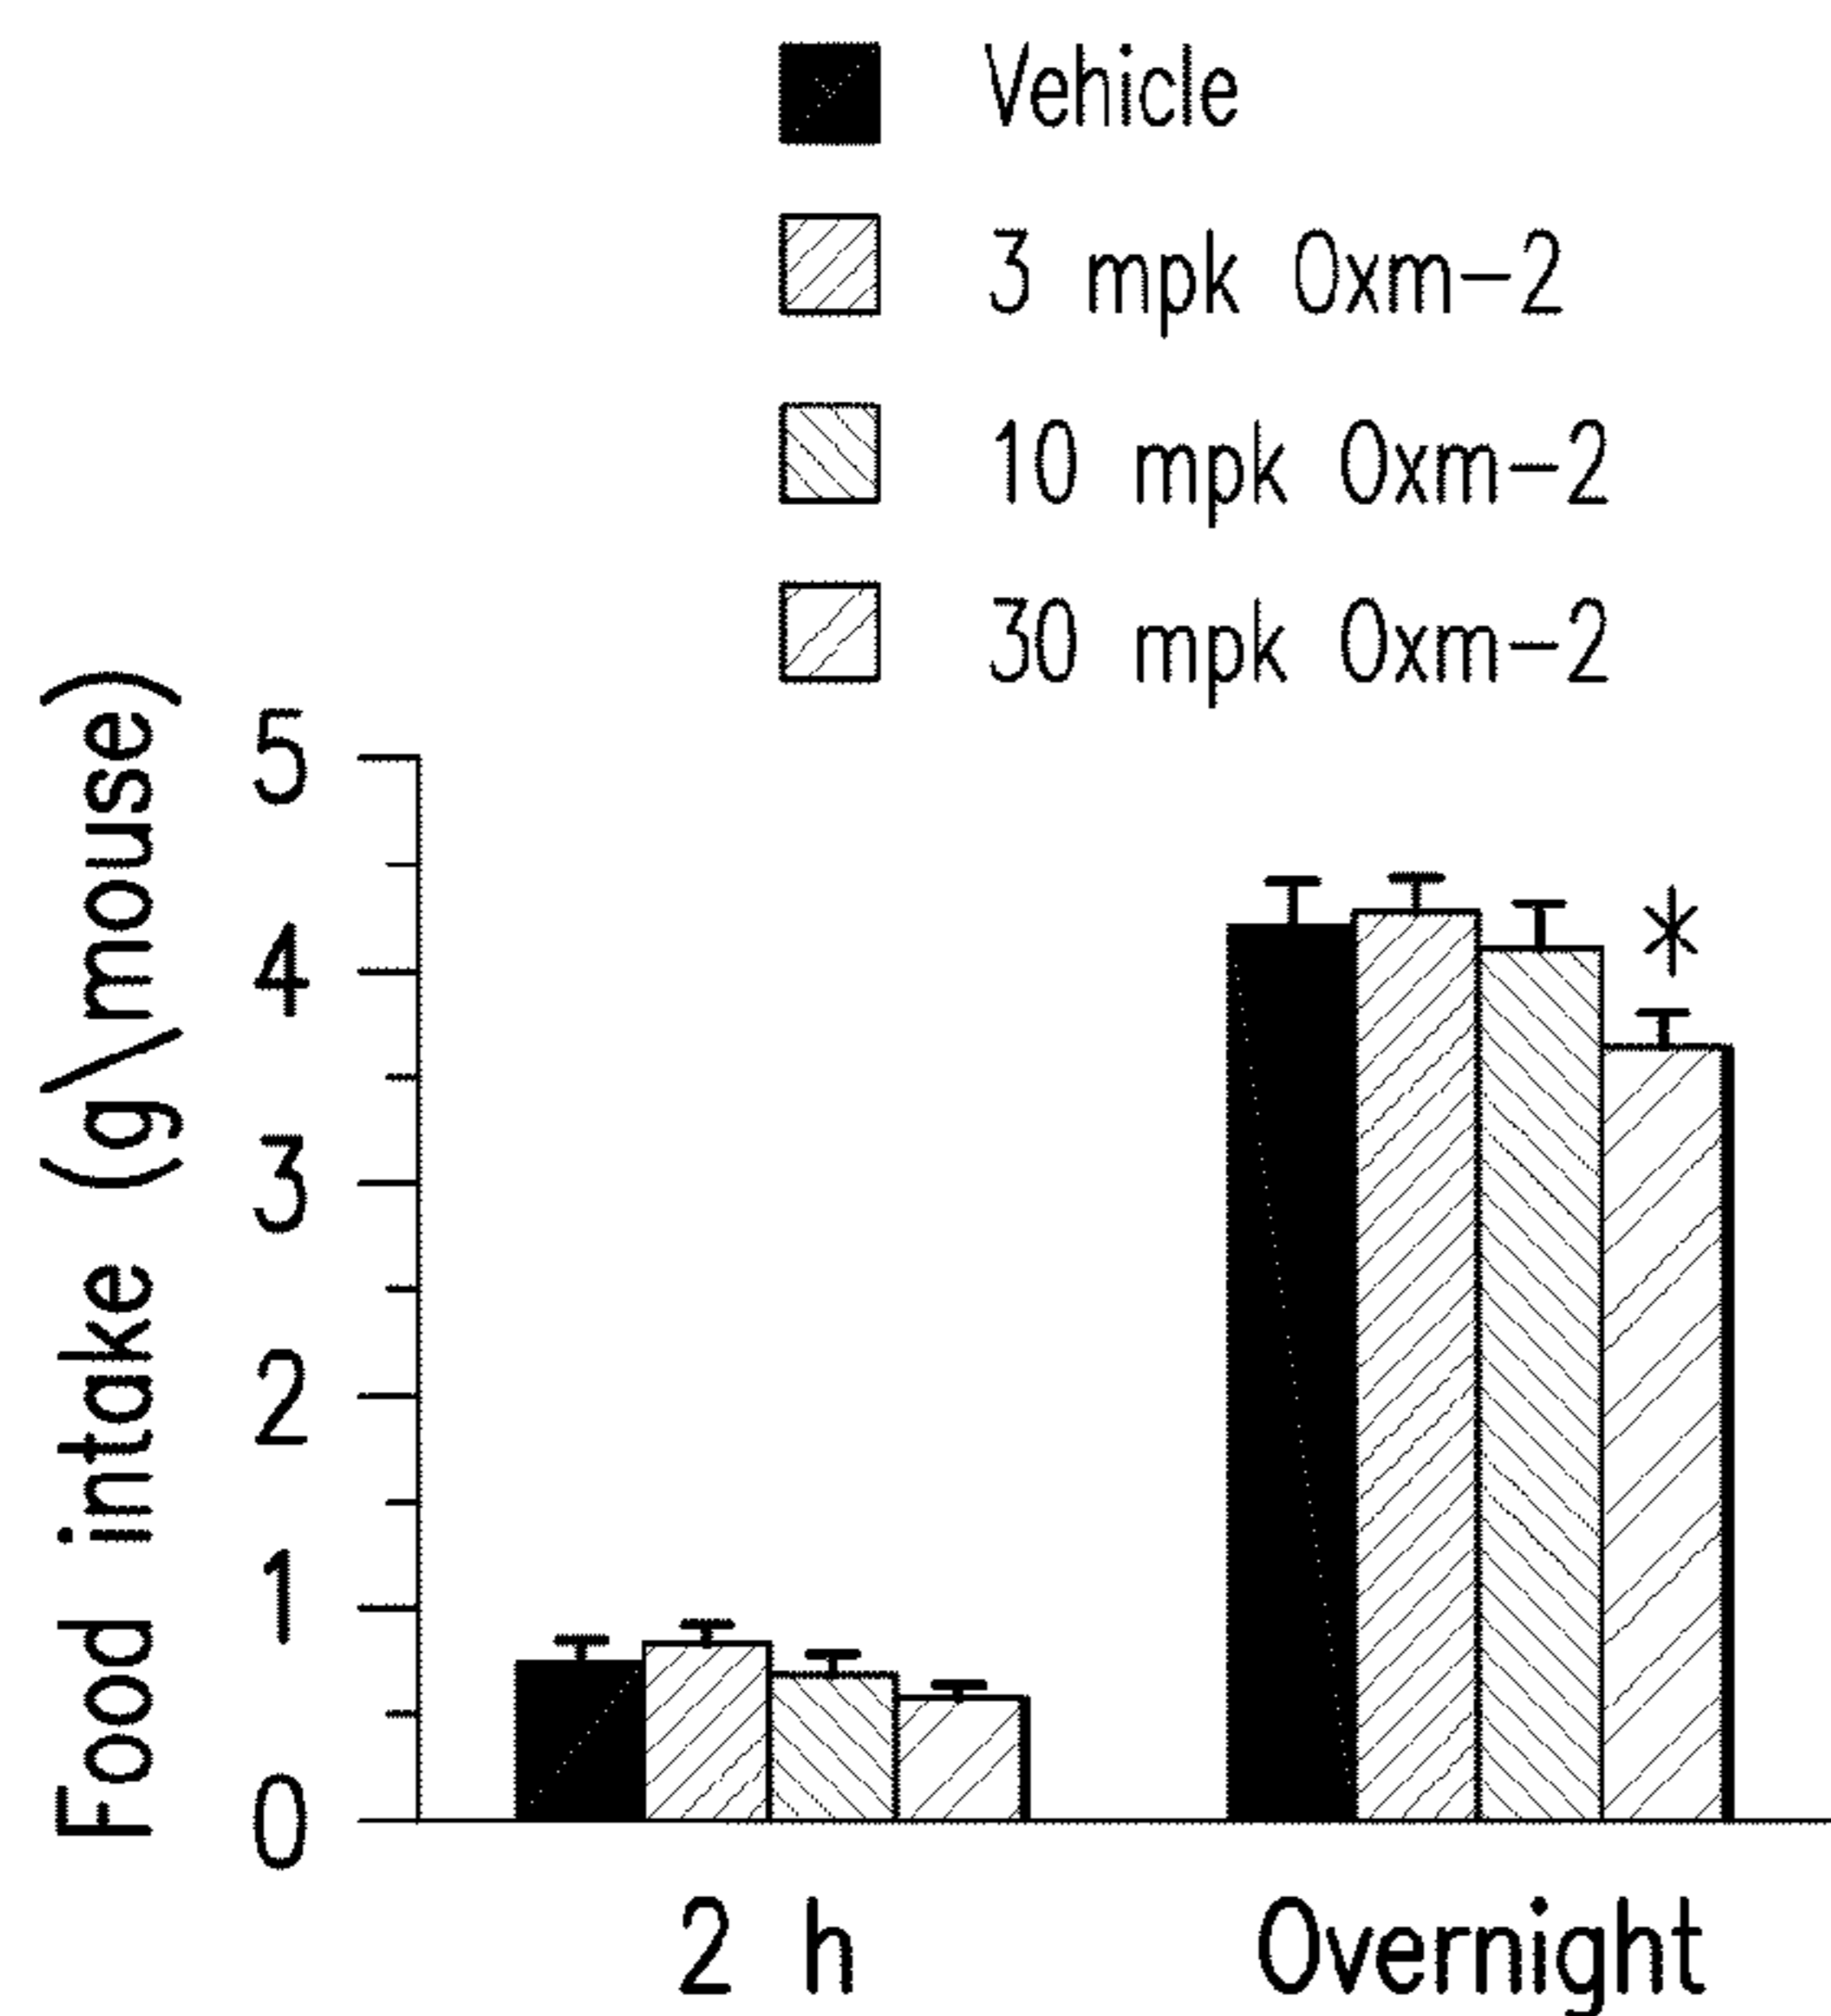 Vehicle
3 mpk Oxm-2
10 mpk Oxm-2
30 mpk Oxm-2
Food intake (g\mouse)
5
4
3
2
1
0
*
2 h
Overnight